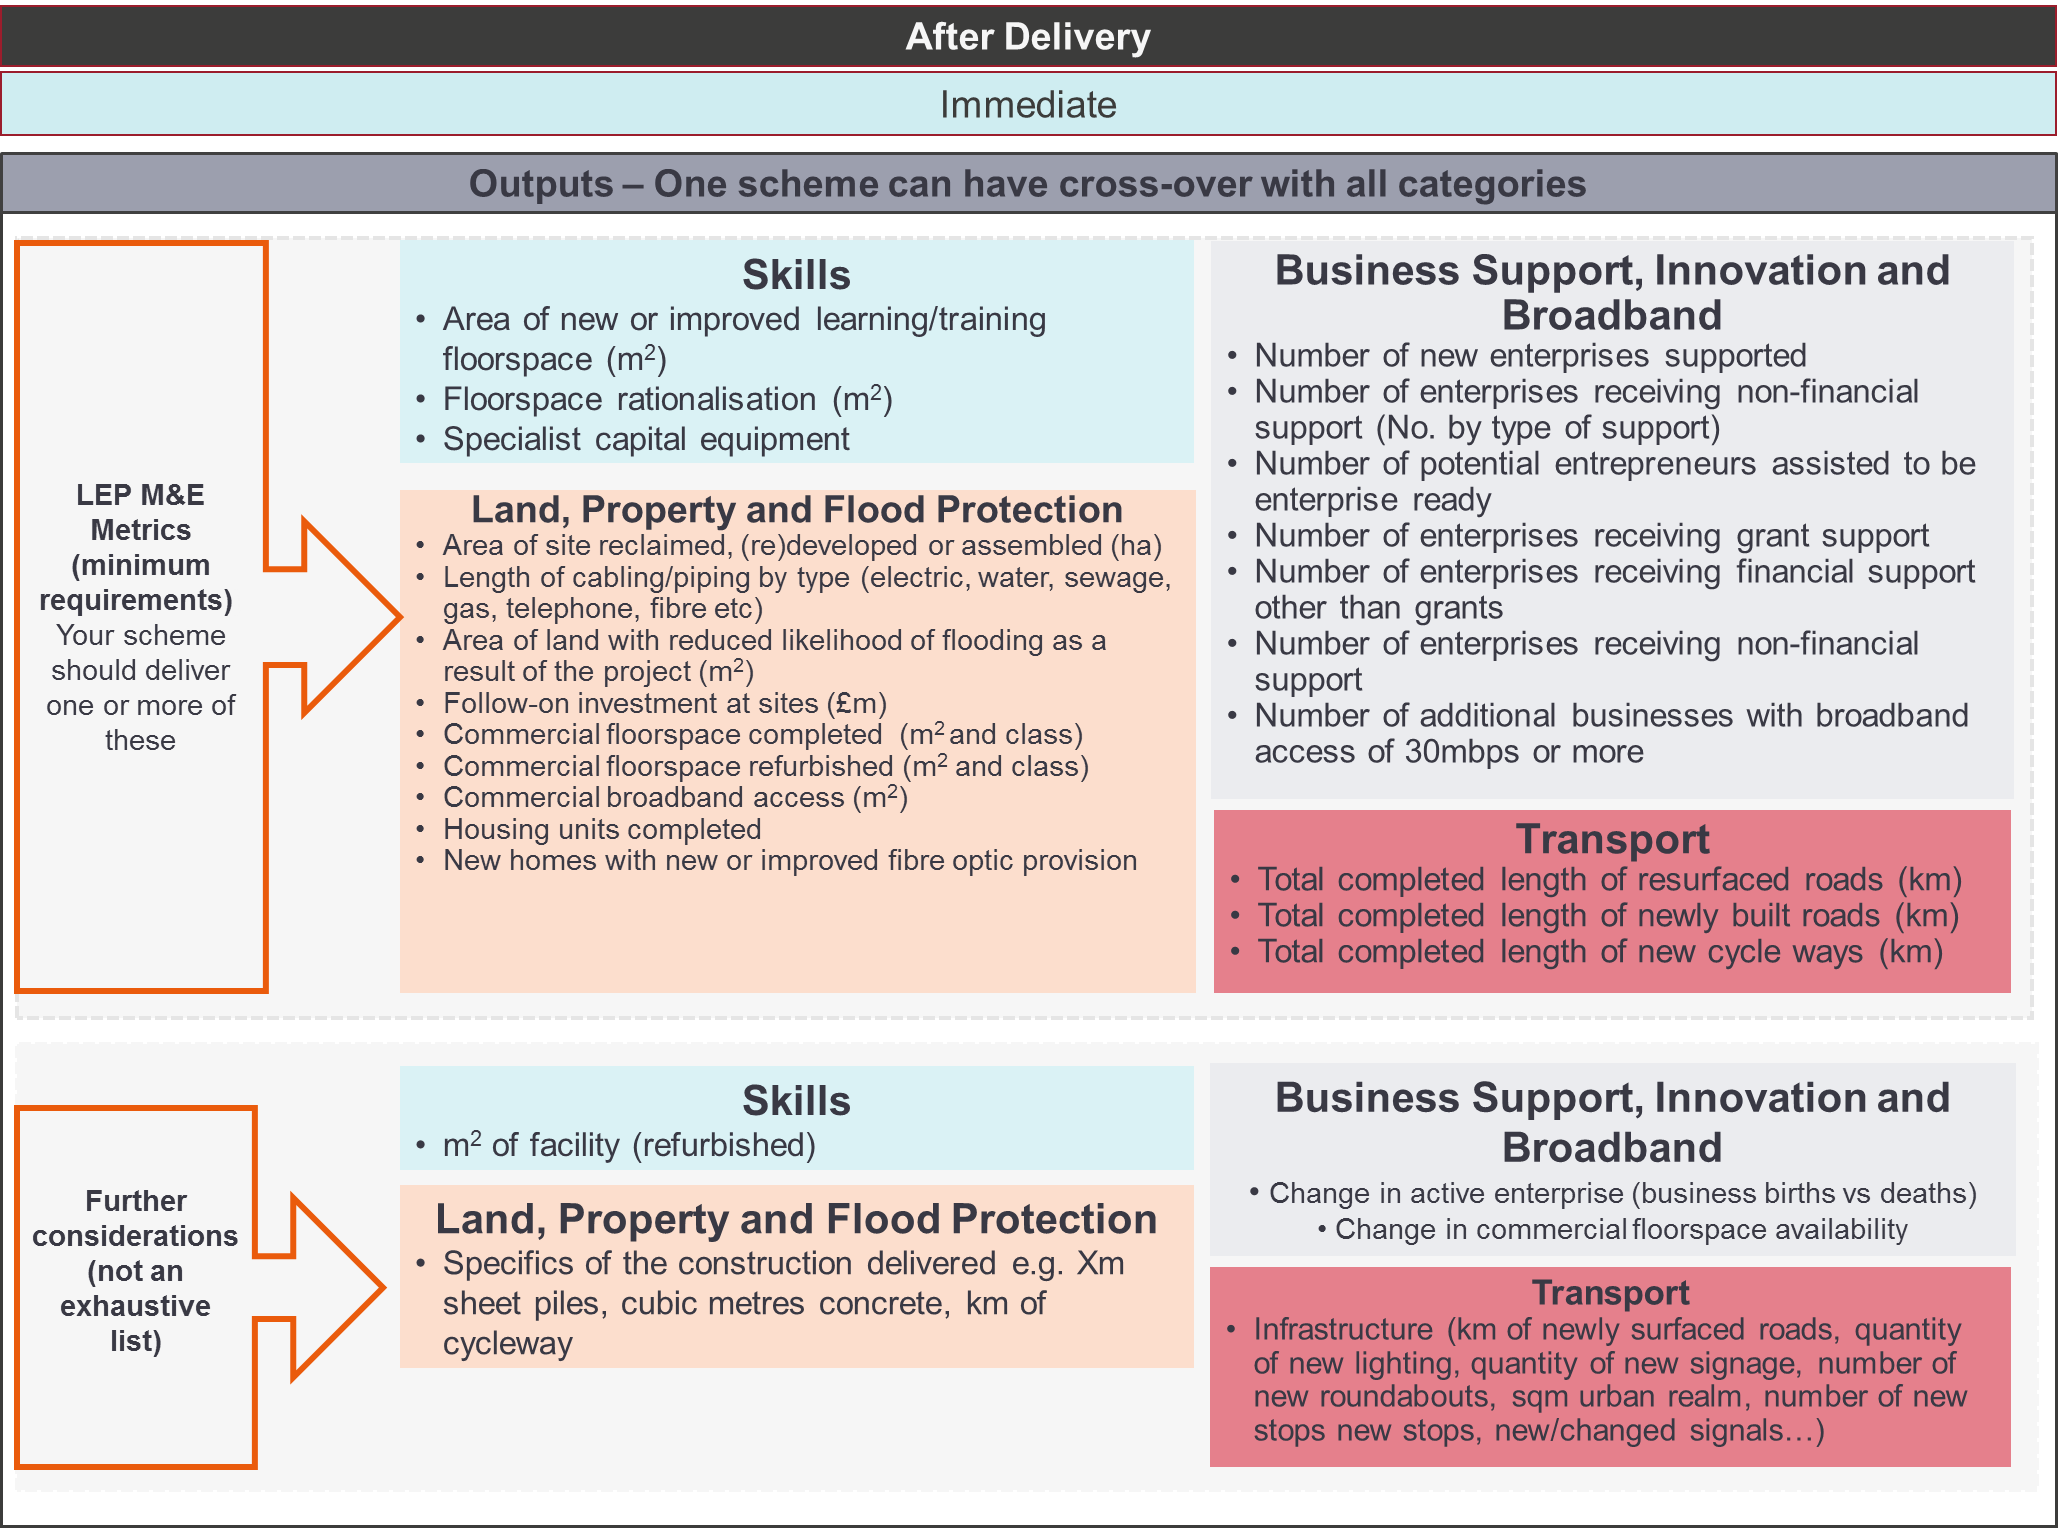 After Delivery
Immediate
Outputs – One scheme can have cross-over with all categories
LEP M&E
Metrics
(minimum
requirements)
Your scheme
should deliver
one or more of
these
Skills
• Area of new or improved learning/training
floorspace (m²)
• Floorspace rationalisation (m²)
• Specialist capital equipment
Land, Property and Flood Protection
• Area of site reclaimed, (re)developed or assembled (ha)
• Length of cabling/piping by type (electric, water, sewage,
gas, telephone, fibre etc)
• Area of land with reduced likelihood of flooding as a
result of the project (m²)
• Follow-on investment at sites (£m)
• Commercial floorspace completed (m² and class)
• Commercial floorspace refurbished (m² and class)
• Commercial broadband access (m²)
• Housing units completed
• New homes with new or improved fibre optic provision
Business Support, Innovation and
Broadband
• Number of new enterprises supported
• Number of enterprises receiving non-financial
support (No. by type of support)
• Number of potential entrepreneurs assisted to be
enterprise ready
• Number of enterprises receiving grant support
• Number of enterprises receiving financial support
other than grants
• Number of enterprises receiving non-financial
support
• Number of additional businesses with broadband
access of 30mbps or more
Transport
• Total completed length of resurfaced roads (km)
• Total completed length of newly built roads (km)
• Total completed length of new cycle ways (km)
Further
considerations
(not an
exhaustive
list)
Skills
• m² of facility (refurbished)
Land, Property and Flood Protection
• Specifics of the construction delivered e.g. Xm
sheet piles, cubic metres concrete, km of
cycleway
Business Support, Innovation and
Broadband
• Change in active enterprise (business births vs deaths)
• Change in commercial floorspace availability
Transport
• Infrastructure (km of newly surfaced roads, quantity
of new lighting, quantity of new signage, number of
new roundabouts, sqm urban realm, number of new
stops new stops, new/changed signals…)